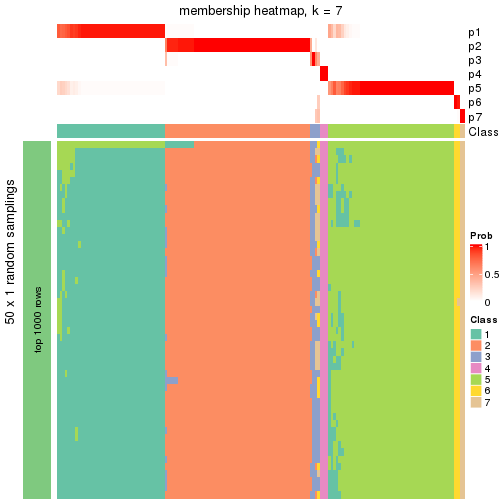 membership heatmap, k = 7
p1
p2
p3
p4
p5
p6
p7
Class
50 x 1 random samplings
top 1000 rows
Prob
1
0.5
0
Class
1
2
3
4
5
6
7